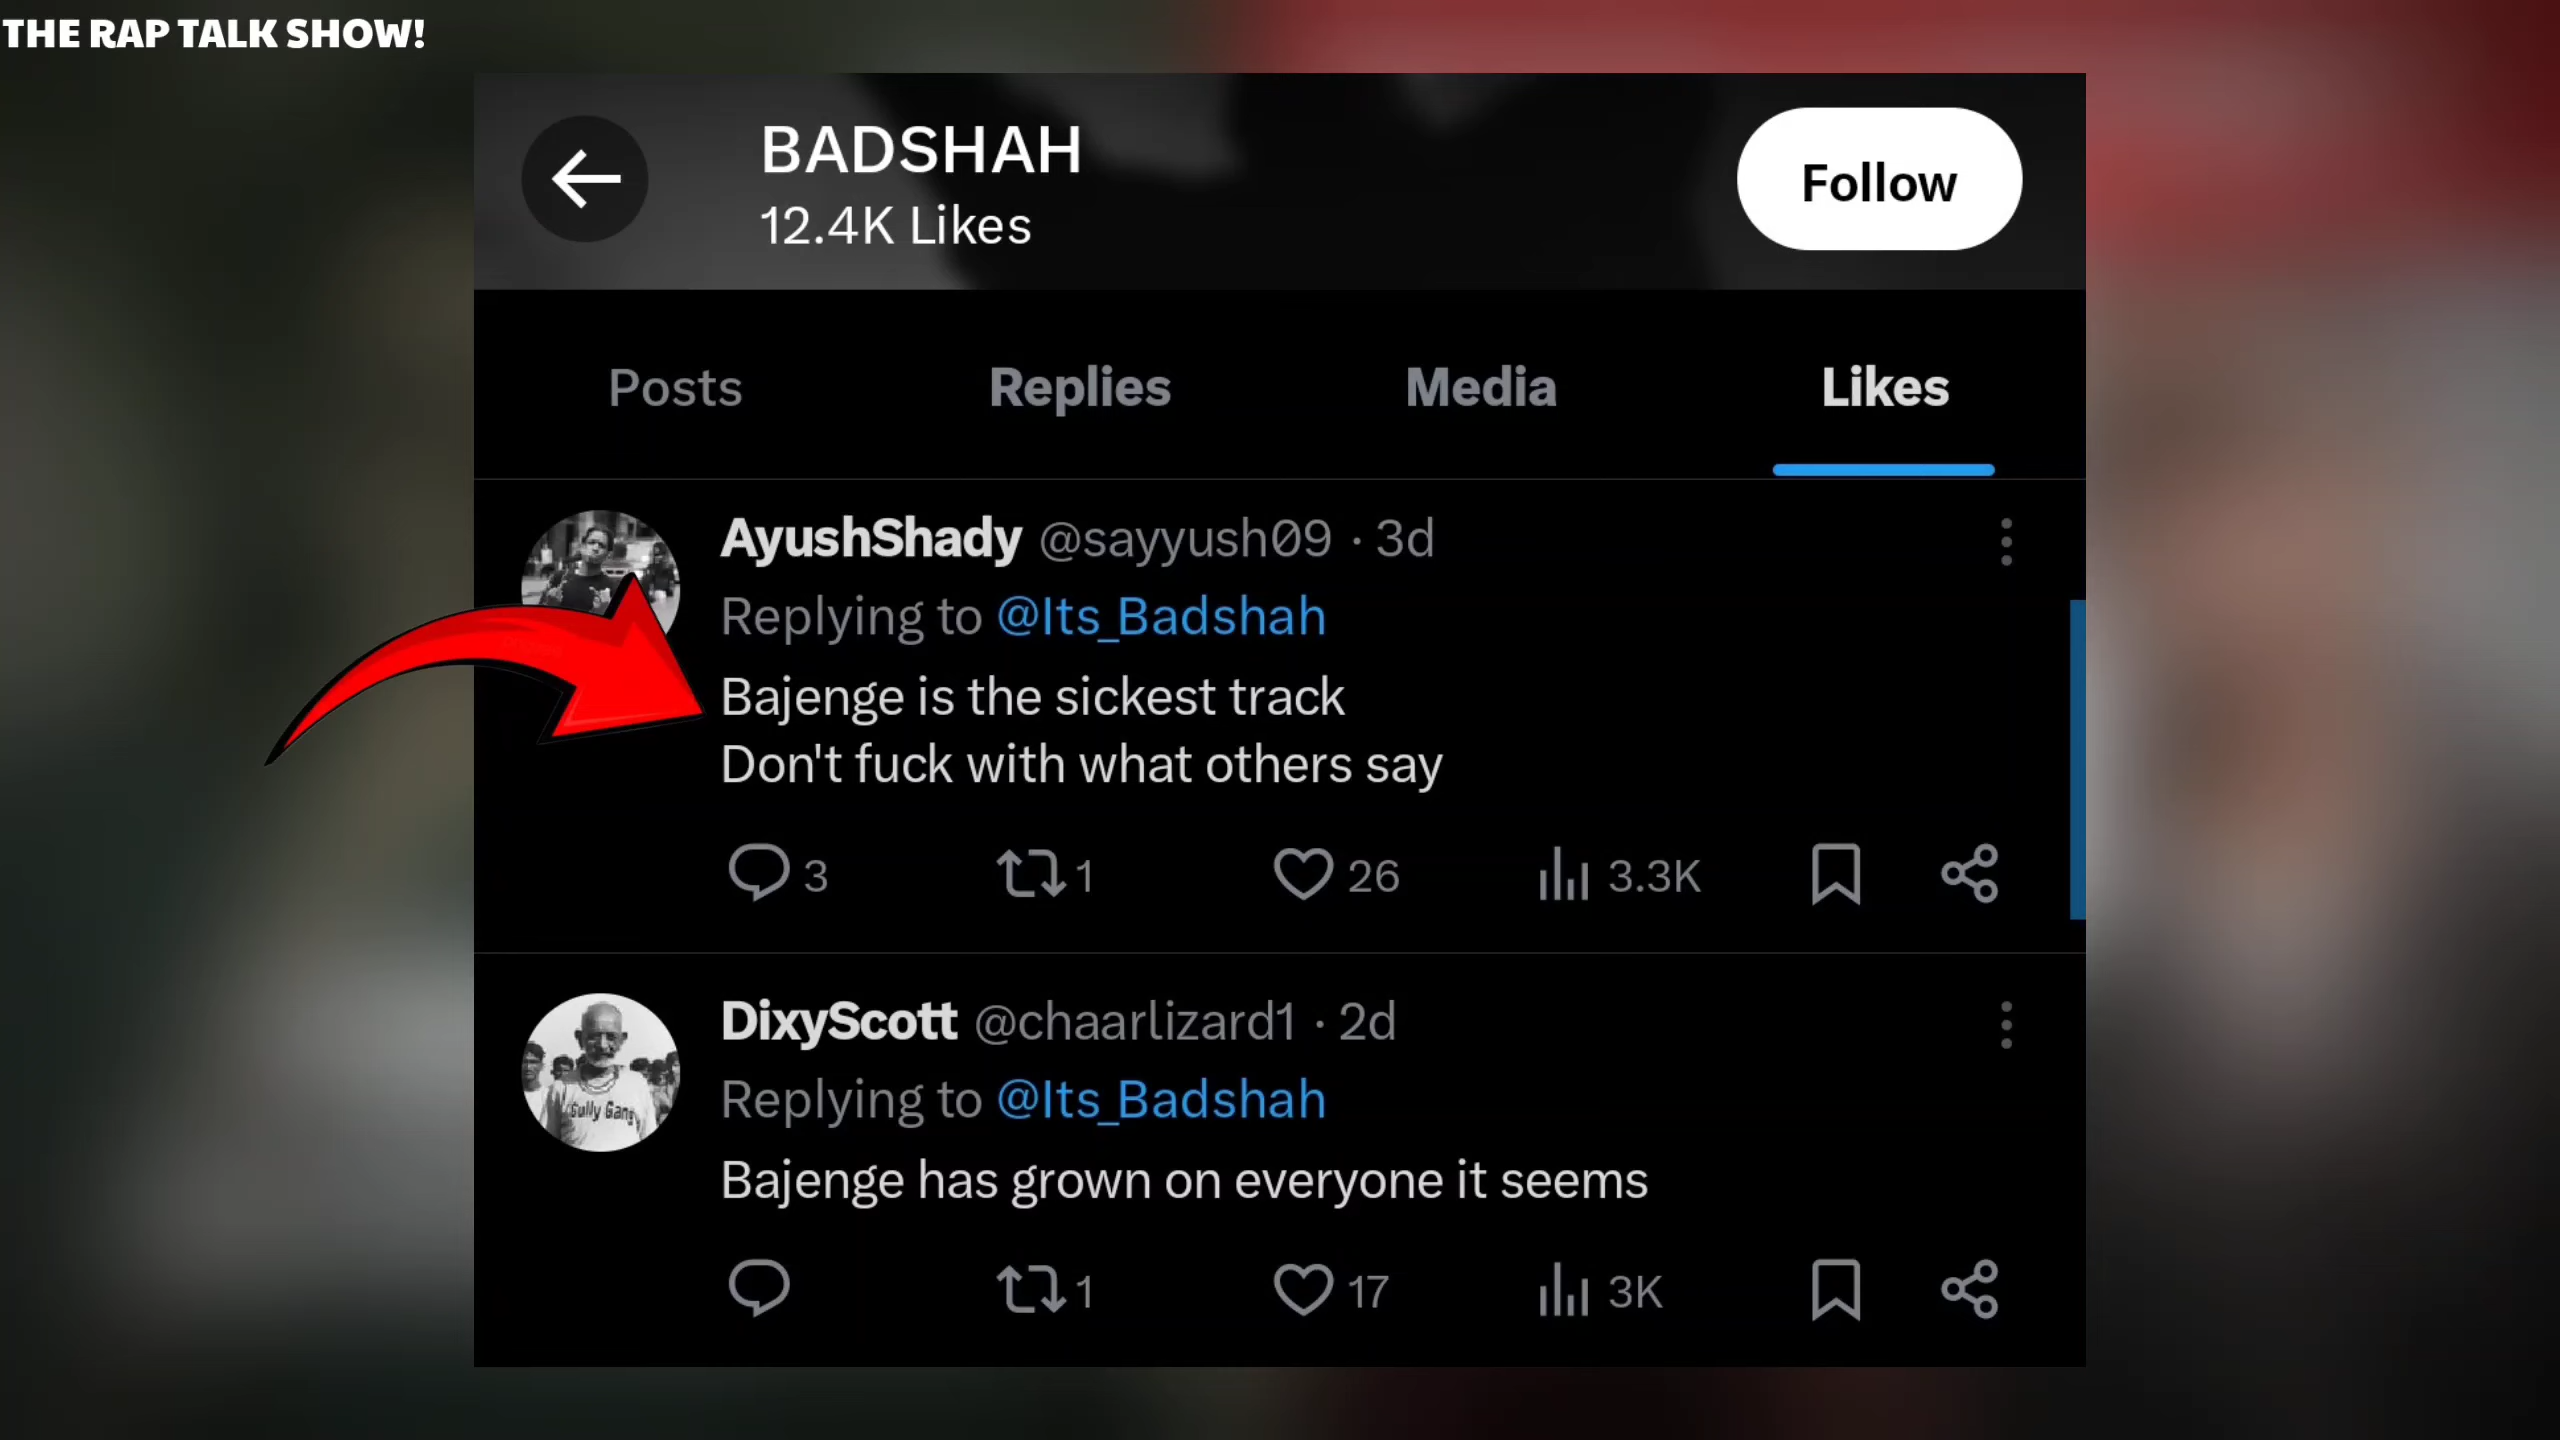 THE RAP TALK SHOW!
BADSHAH
12.4K Likes
Follow
Posts Replies Media Likes
AyushShady @sayyush09 · 3d
Replying to @Its_Badshah
Bajenge is the sickest track
Don't fuck with what others say
3 1 26 3.3K
DixyScott @chaarlizard1 · 2d
Replying to @Its_Badshah
Gully Gang
Bajenge has grown on everyone it seems
1 17 3K